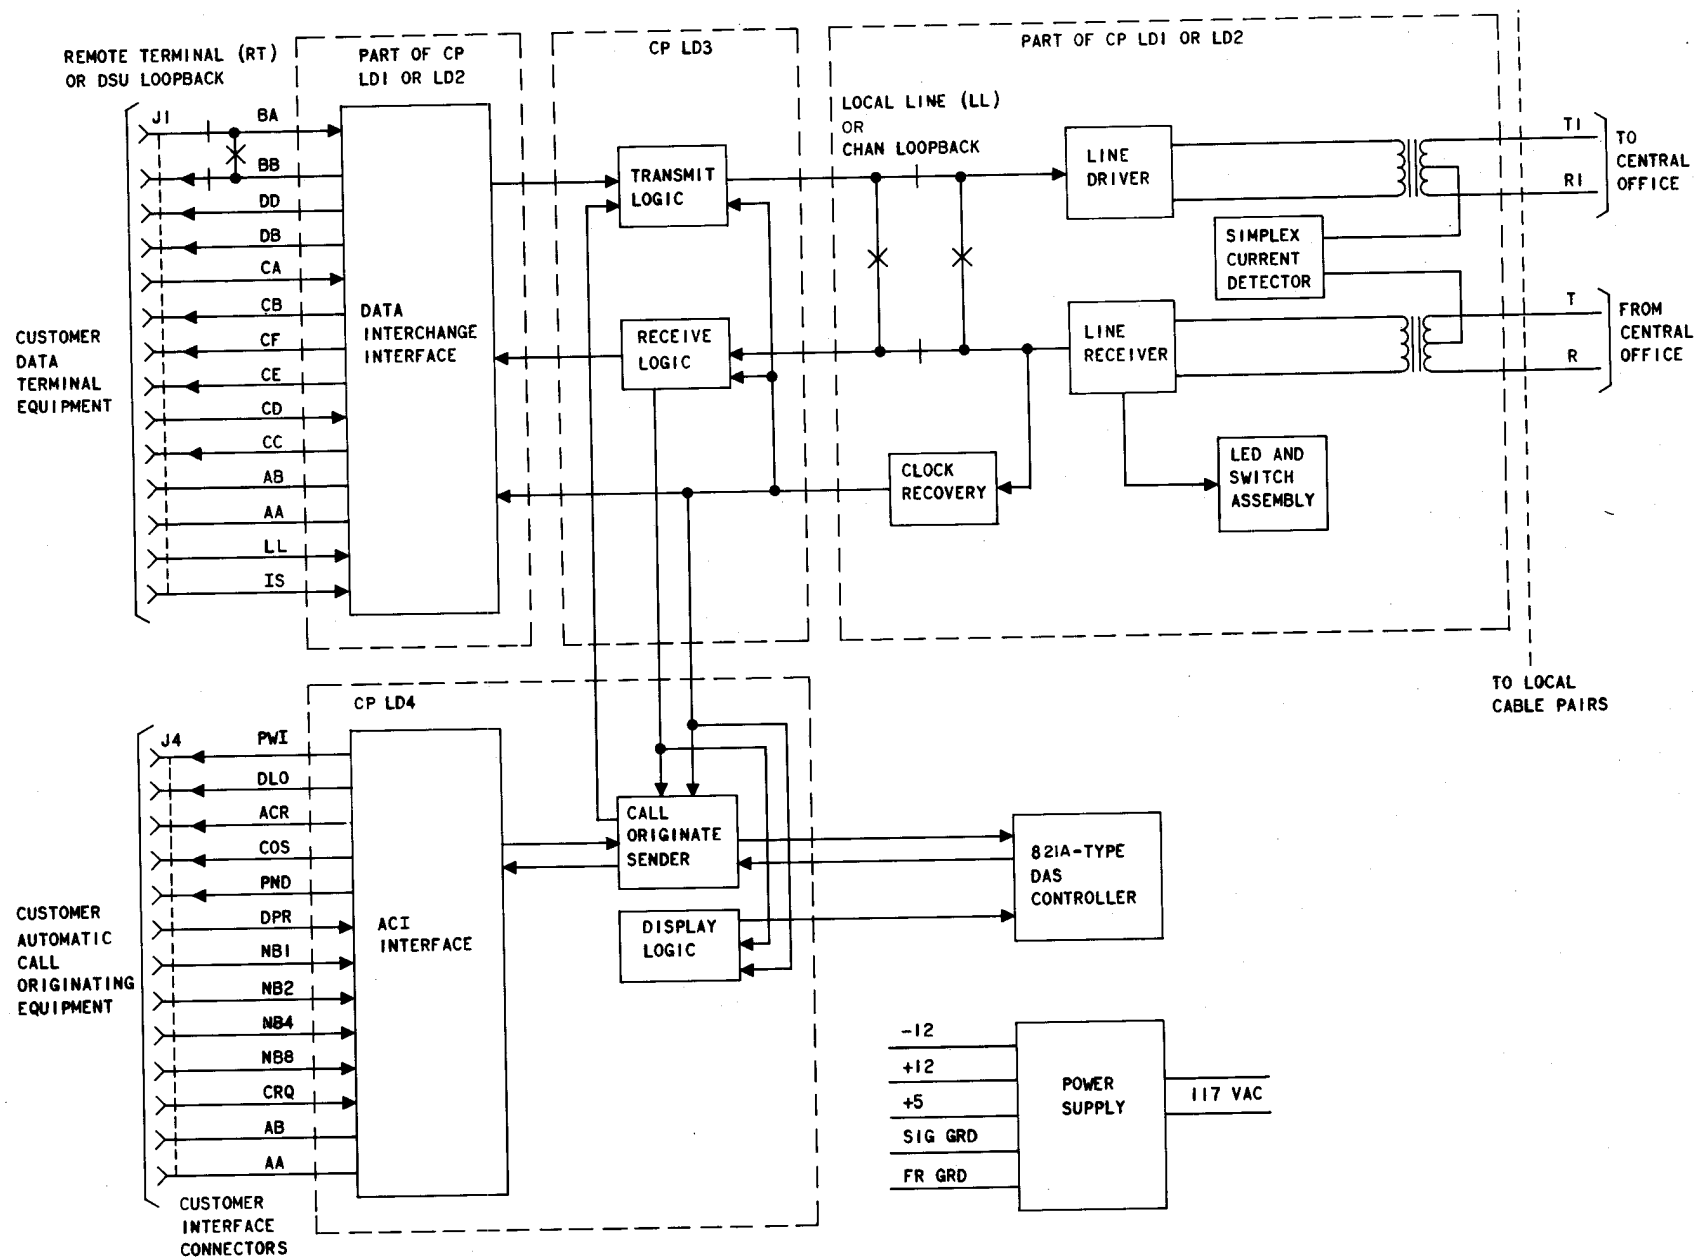 REMOTE TERMINAL (RT)
OR DSU LOOPBACK
PART OF CP
LD1 OR LD2
CP LD3
PART OF CP LD1 OR LD2
J1
BA
BB
DD
DB
CA
CB
CF
CE
CD
CC
AB
AA
LL
IS
CUSTOMER
DATA
TERMINAL
EQUIPMENT
DATA
INTERCHANGE
INTERFACE
TRANSMIT
LOGIC
RECEIVE
LOGIC
LOCAL LINE (LL)
OR
CHAN LOOPBACK
LINE
DRIVER
SIMPLEX
CURRENT
DETECTOR
LINE
RECEIVER
CLOCK
RECOVERY
LED AND
SWITCH
ASSEMBLY
T1
R1
TO
CENTRAL
OFFICE
T
R
FROM
CENTRAL
OFFICE
TO LOCAL
CABLE PAIRS
CP LD4
J4
PWI
DLO
ACR
COS
PND
DPR
NB1
NB2
NB4
NB8
CRQ
AB
AA
CUSTOMER
AUTOMATIC
CALL
ORIGINATING
EQUIPMENT
ACI
INTERFACE
CALL
ORIGINATE
SENDER
DISPLAY
LOGIC
821A-TYPE
DAS
CONTROLLER
-12
+12
+5
SIG GRD
FR GRD
POWER
SUPPLY
117 VAC
CUSTOMER
INTERFACE
CONNECTORS